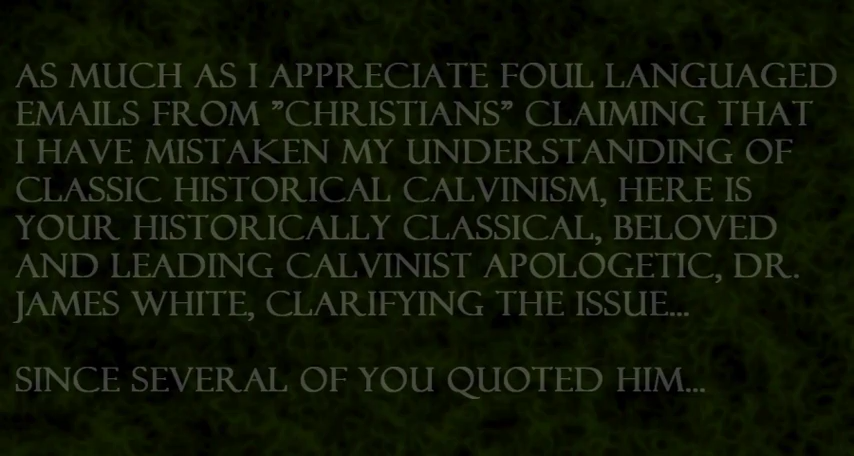 AS MUCH AS I APPRECIATE FOUL LANGUAGED
EMAILS FROM "CHRISTIANS" CLAIMING THAT
I HAVE MISTAKEN MY UNDERSTANDING OF
CLASSIC HISTORICAL CALVINISM, HERE IS
YOUR HISTORICALLY CLASSICAL, BELOVED
AND LEADING CALVINIST APOLOGETIC, DR.
JAMES WHITE, CLARIFYING THE ISSUE...
SINCE SEVERAL OF YOU QUOTED HIM...